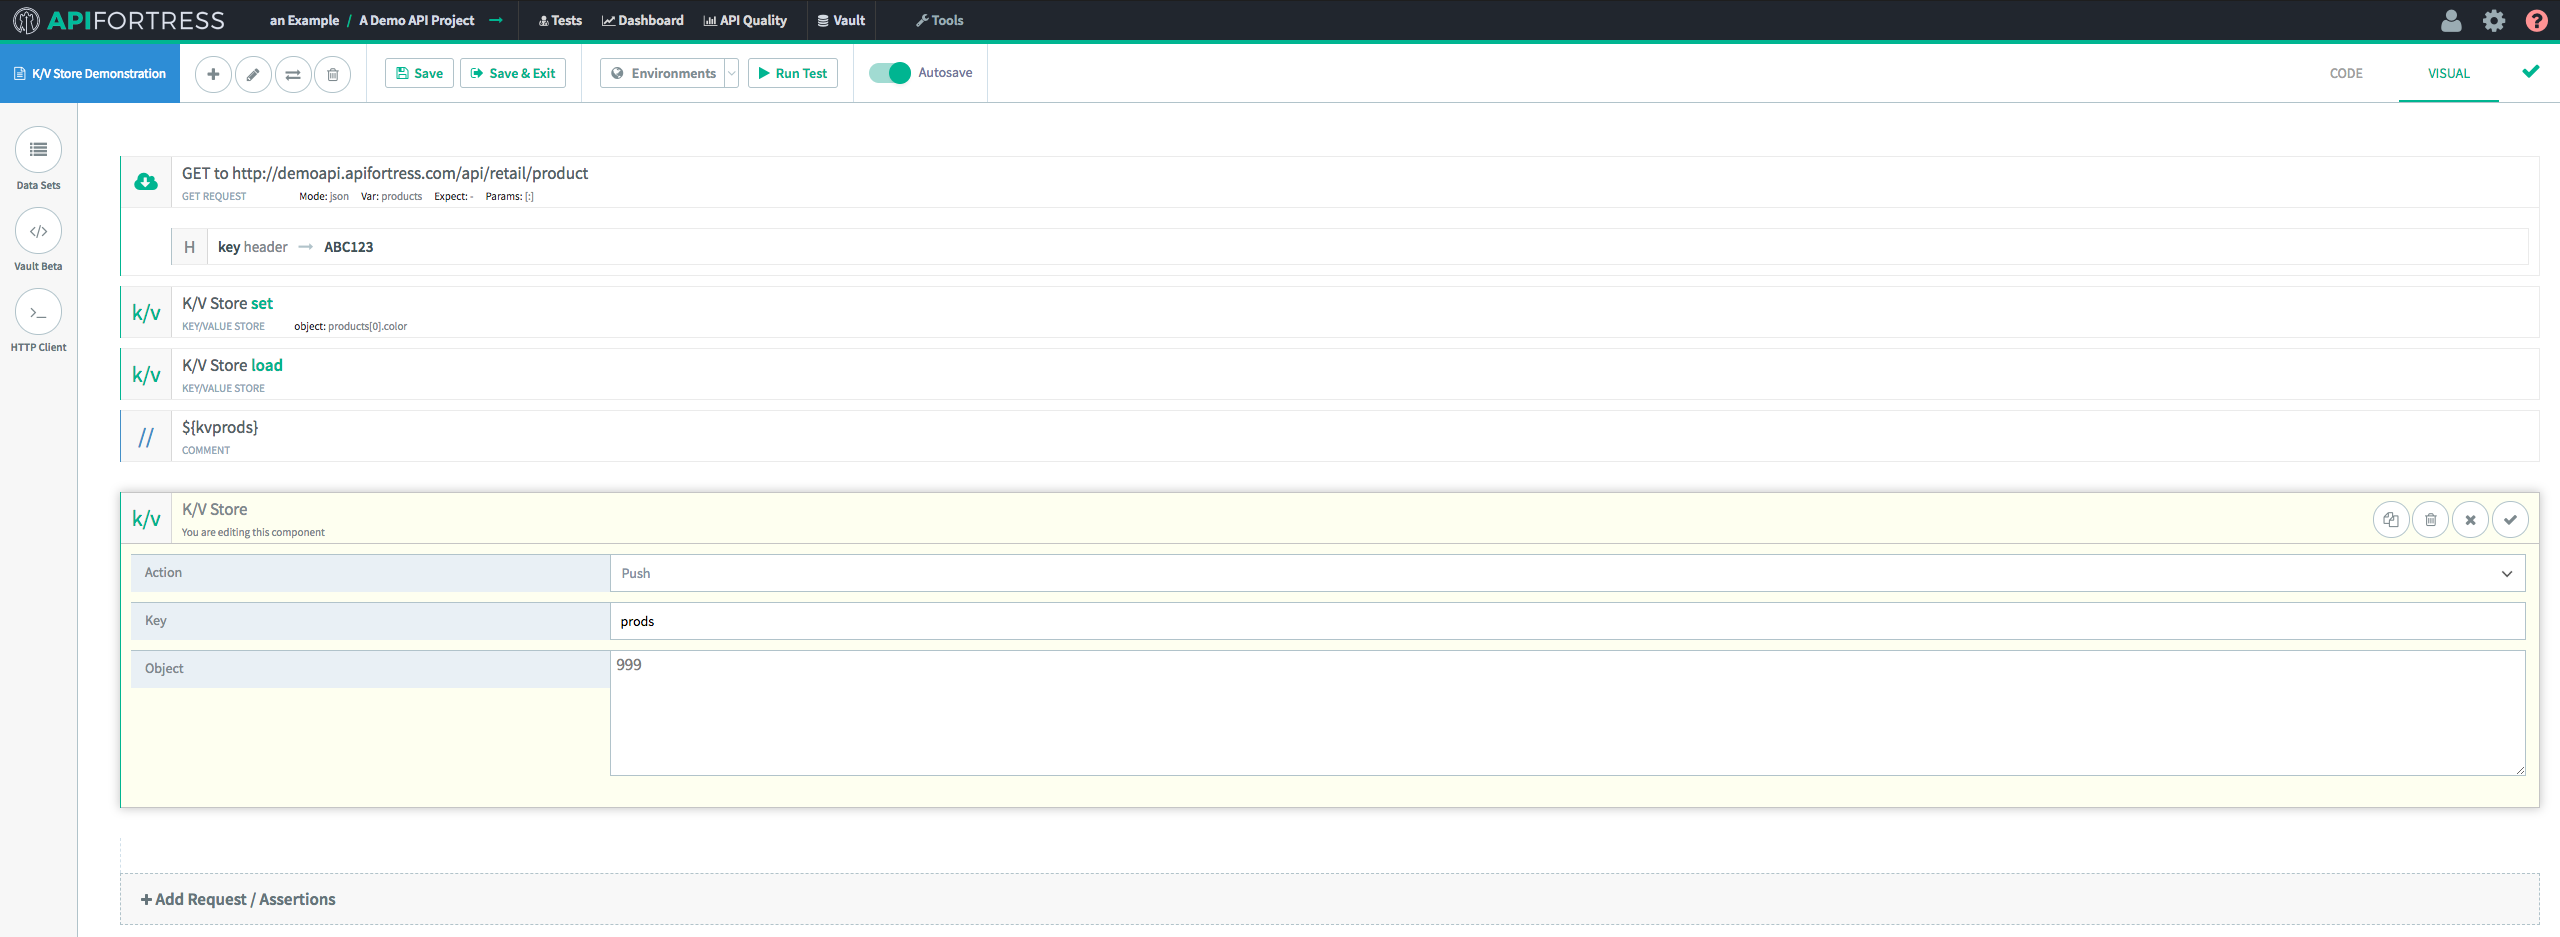 APIFORTRESS an Example / A Demo API Project → Tests Dashboard API Quality Vault Tools ?
K/V Store Demonstration Save Save & Exit Environments Run Test Autosave CODE VISUAL
Data Sets
</>
Vault Beta
>_
HTTP Client
GET to http://demoapi.apifortress.com/api/retail/product
GET REQUEST Mode: json Var: products Expect: - Params: [:]
H key header → ABC123
k/v K/V Store set
KEY/VALUE STORE object: products[0].color
k/v K/V Store load
KEY/VALUE STORE
// ${kvprods}
COMMENT
k/v K/V Store
You are editing this component
Action Push
Key prods
Object 999
+ Add Request / Assertions